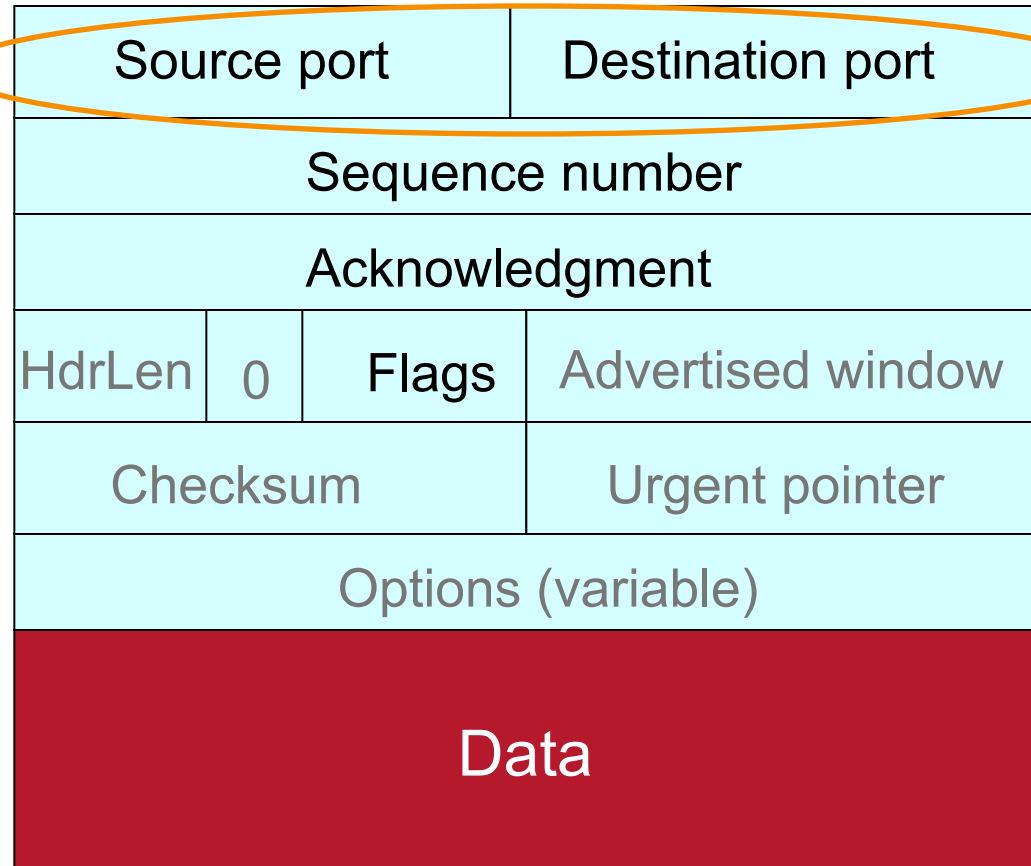 Source port Destination port
Sequence number
Acknowledgment
HdrLen 0 Flags Advertised window
Checksum Urgent pointer
Options (variable)
Data